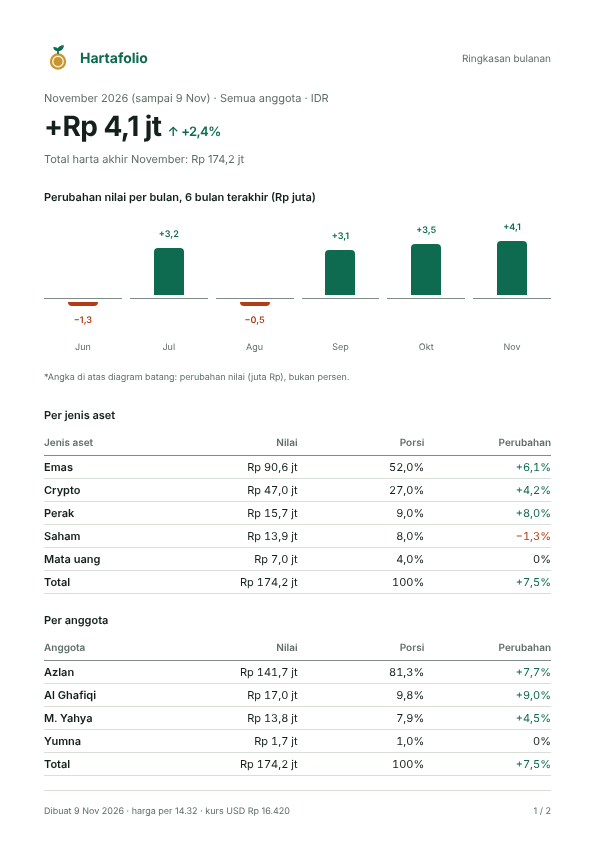 Hartafolio
Ringkasan bulanan
November 2026 (sampai 9 Nov) · Semua anggota · IDR
+Rp 4,1 jt ↑ +2,4%
Total harta akhir November: Rp 174,2 jt
Perubahan nilai per bulan, 6 bulan terakhir (Rp juta)
+3,2 +3,1 +3,5 +4,1
−1,3 −0,5
Jun Jul Agu Sep Okt Nov
*Angka di atas diagram batang: perubahan nilai (juta Rp), bukan persen.
Per jenis aset
Jenis aset Nilai Porsi Perubahan
Emas Rp 90,6 jt 52,0% +6,1%
Crypto Rp 47,0 jt 27,0% +4,2%
Perak Rp 15,7 jt 9,0% +8,0%
Saham Rp 13,9 jt 8,0% −1,3%
Mata uang Rp 7,0 jt 4,0% 0%
Total Rp 174,2 jt 100% +7,5%
Per anggota
Anggota Nilai Porsi Perubahan
Azlan Rp 141,7 jt 81,3% +7,7%
Al Ghafiqi Rp 17,0 jt 9,8% +9,0%
M. Yahya Rp 13,8 jt 7,9% +4,5%
Yumna Rp 1,7 jt 1,0% 0%
Total Rp 174,2 jt 100% +7,5%
Dibuat 9 Nov 2026 · harga per 14.32 · kurs USD Rp 16.420
1 / 2